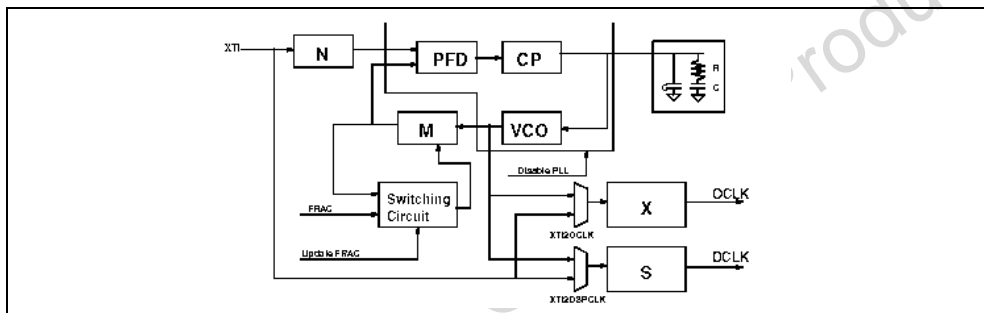 XTI
N
PFD
CP
R
C
C
M
VCO
Disable PLL
Switching
Circuit
FRAC
Update FRAC
XTI2OCLK
X
OCLK
XTI2DSPCLK
S
DCLK